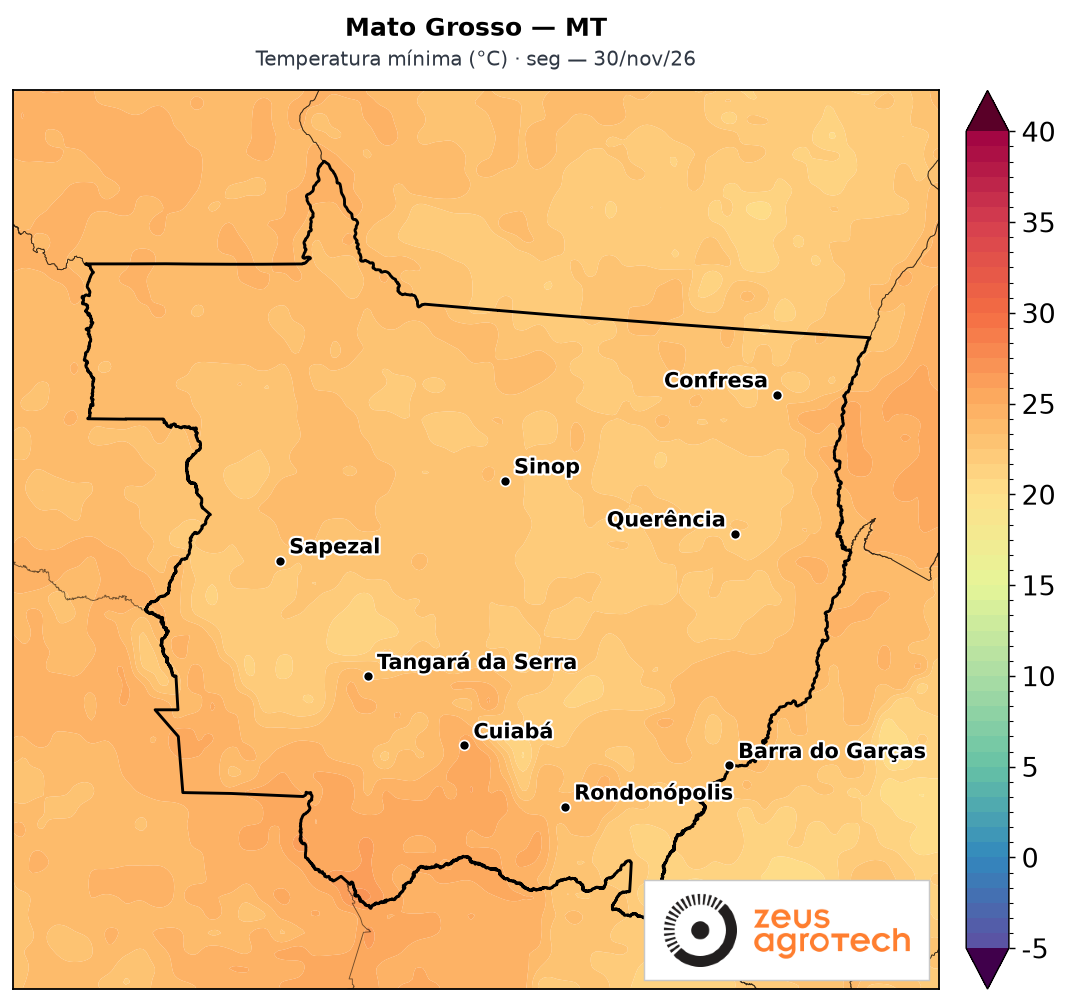 Mato Grosso — MT
Temperatura mínima (°C) · seg — 30/nov/26
40
35
30
25
20
15
10
5
0
-5
Confresa
Sinop
Querência
Sapezal
Tangará da Serra
Cuiabá
Barra do Garças
Rondonópolis
zeus
agrotech